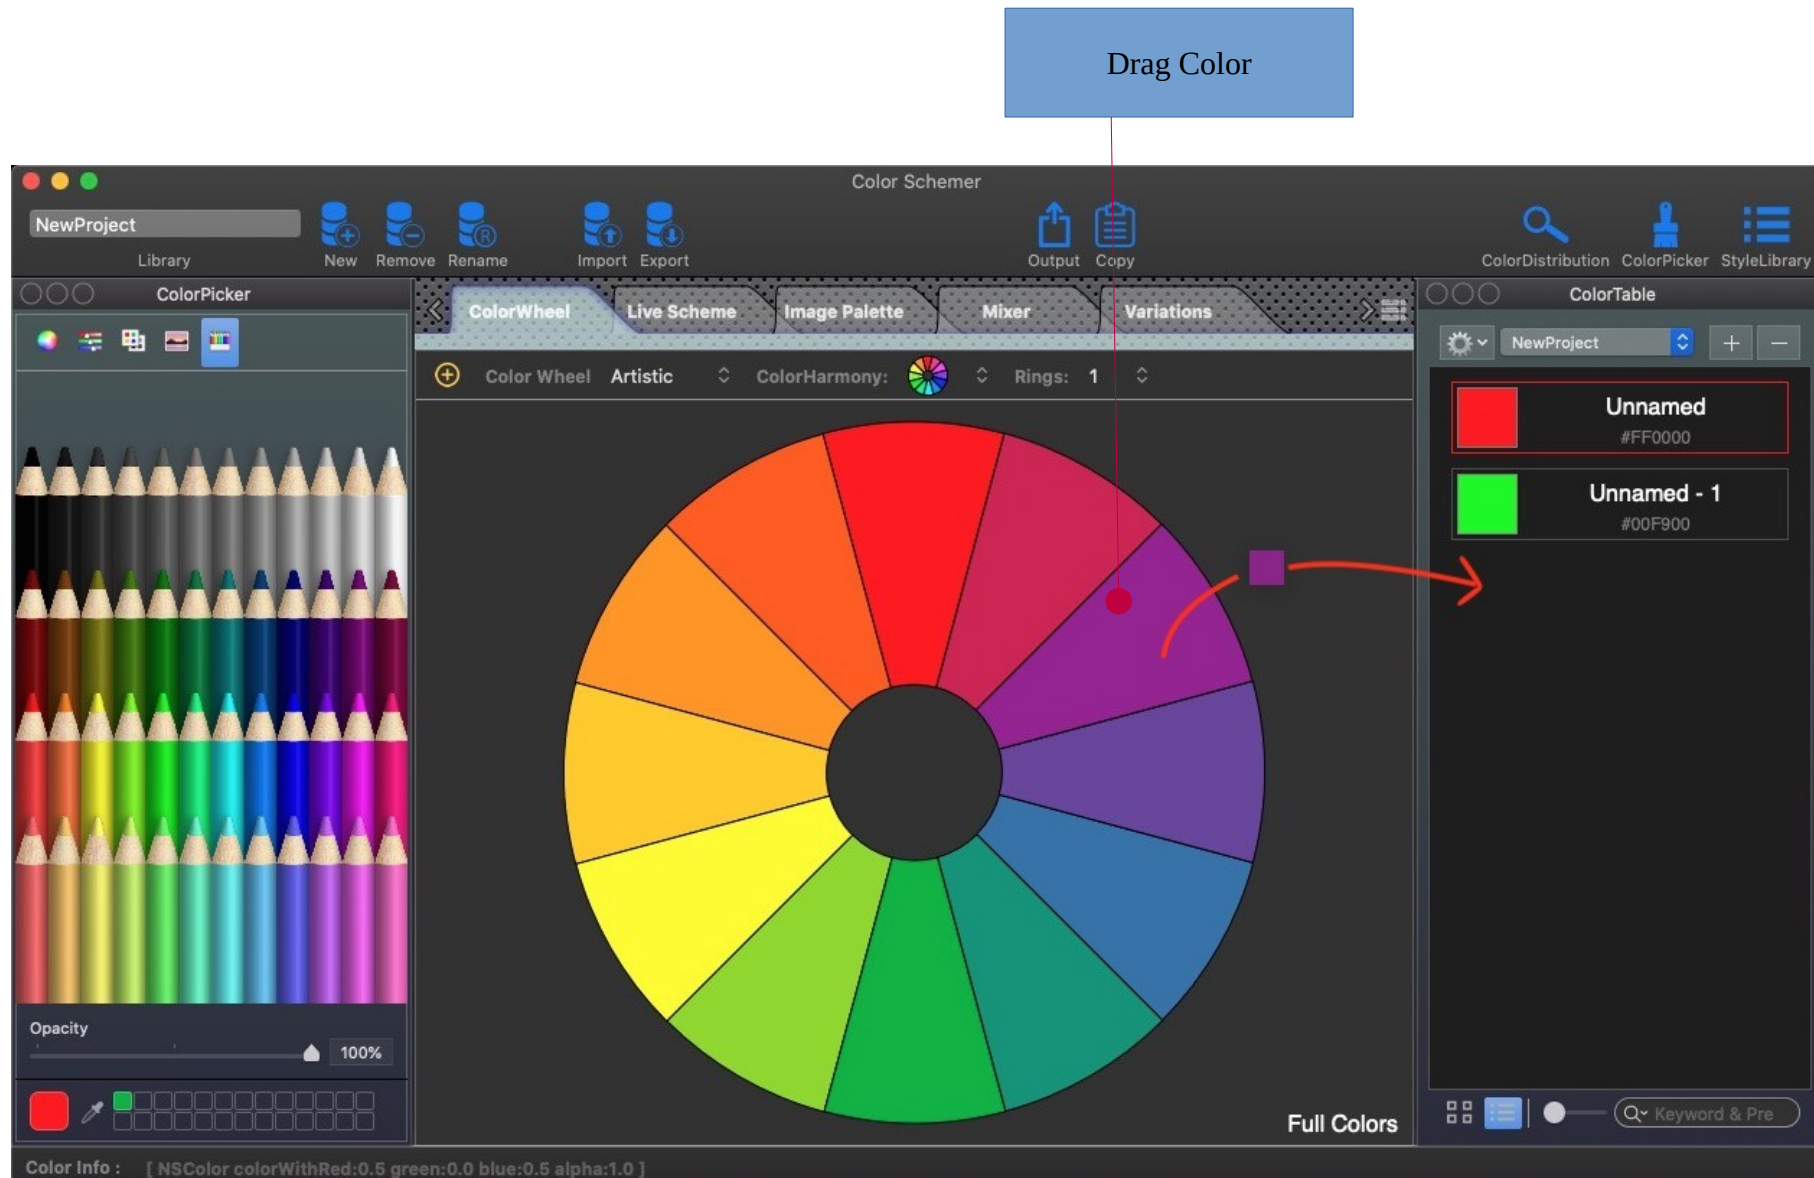 Drag Color
Color Schemer
NewProject
Library
New
Remove
Rename
Import
Export
Output
Copy
ColorDistribution
ColorPicker
StyleLibrary
ColorPicker
ColorWheel
Live Scheme
Image Palette
Mixer
Variations
Color Wheel
Artistic
ColorHarmony:
Rings:
1
Full Colors
Opacity
100%
ColorTable
NewProject
Unnamed
#FF0000
Unnamed - 1
#00F900
Keyword & Pre
Color Info : [ NSColor colorWithRed:0.5 green:0.0 blue:0.5 alpha:1.0 ]